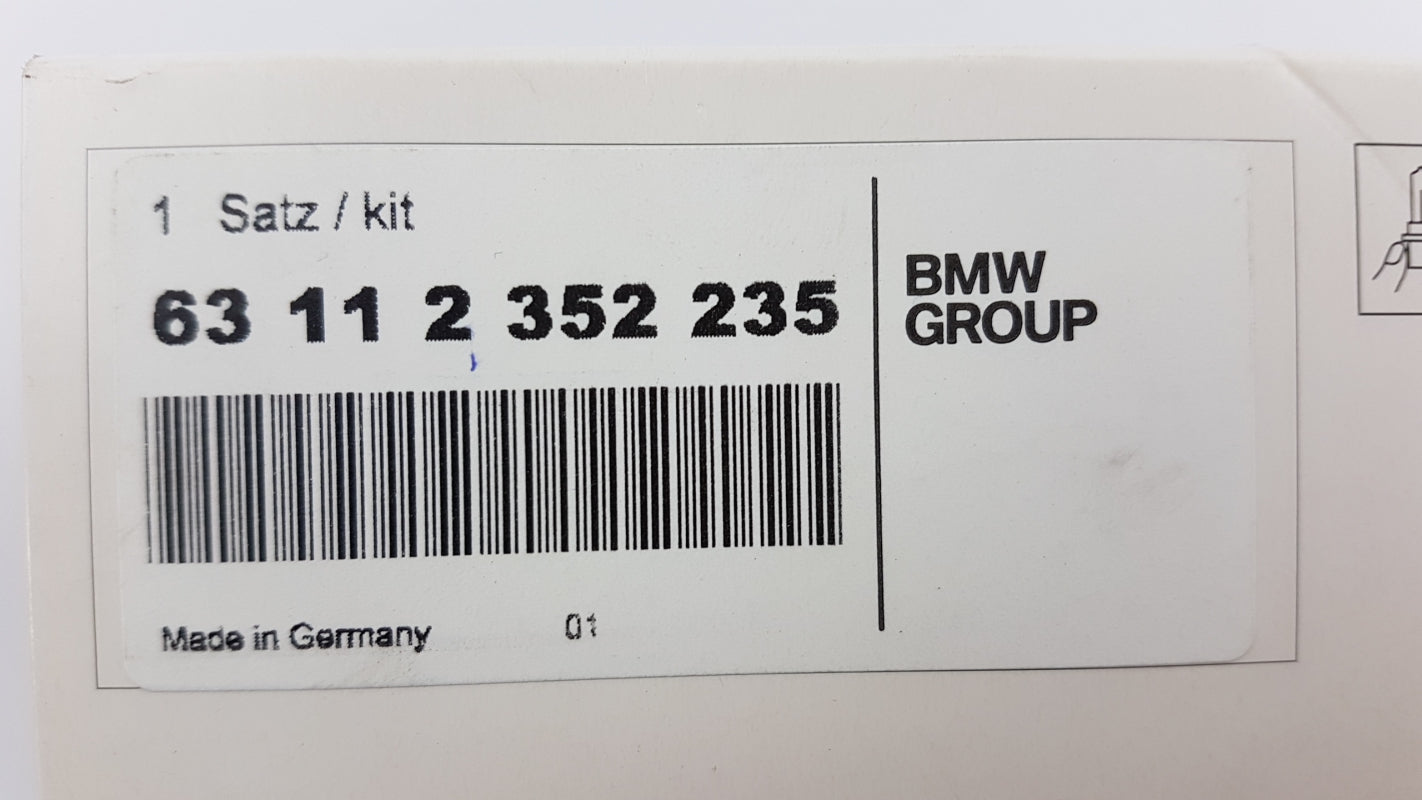 1 Satz / kit
63 11 2 352 235
Made in Germany 01
BMW
GROUP